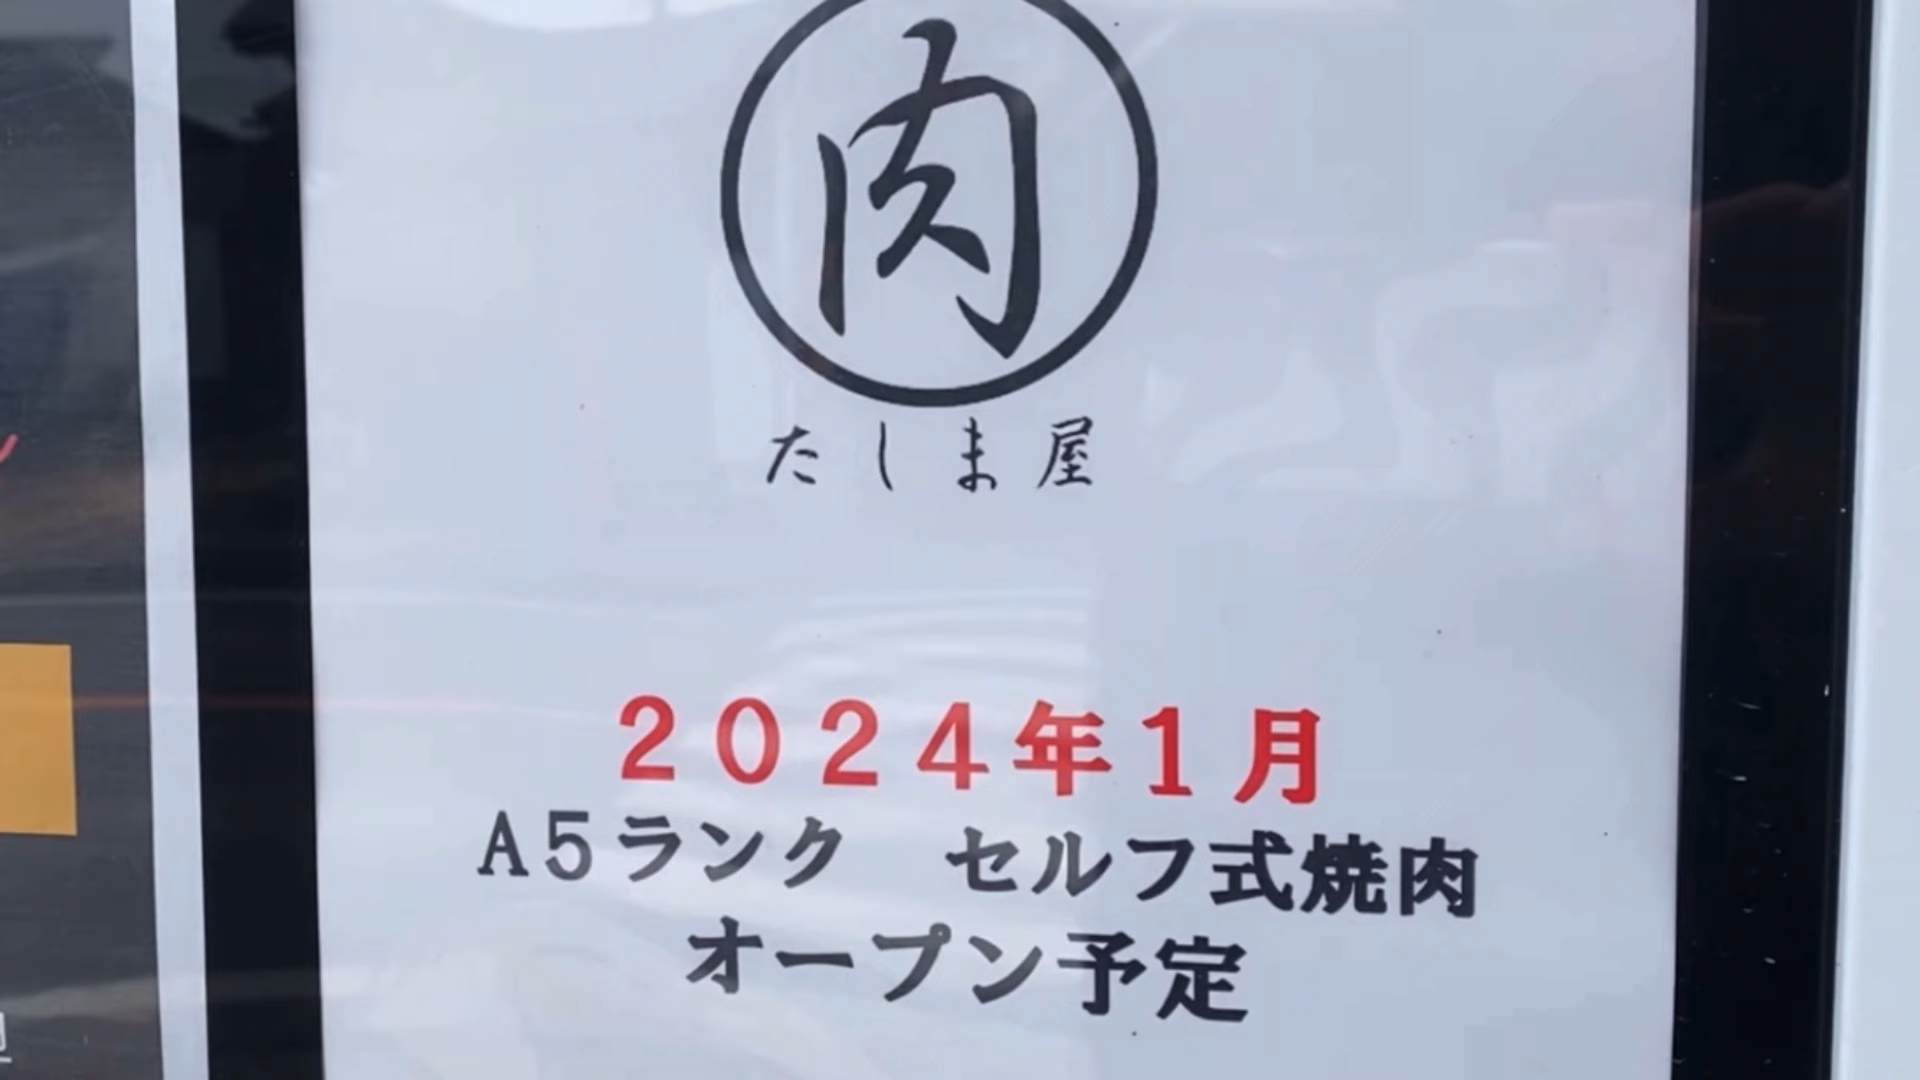 肉
たしま屋
２０２４年１月
A５ランク　セルフ式焼肉
オープン予定